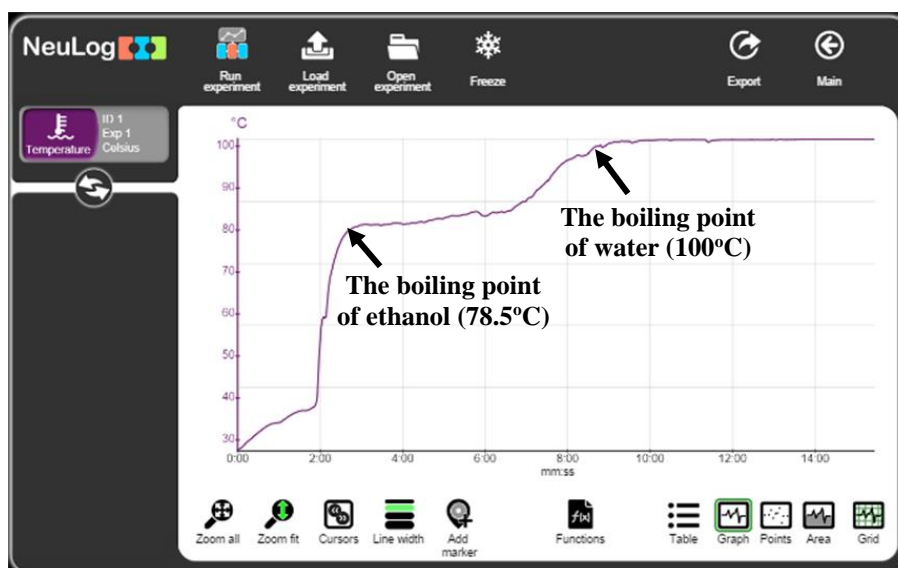 NeuLog
Run
experiment
Load
experiment
Open
experiment
Freeze
Export
Main
Temperature
ID 1
Exp 1
Celsius
°C
100
90
80
70
60
50
40
30
0:00 2:00 4:00 6:00 8:00 10:00 12:00 14:00
mm:ss
The boiling point
of water (100ºC)
The boiling point
of ethanol (78.5ºC)
Zoom all
Zoom fit
Cursors
Line width
Add
marker
f(x)
Functions
Table
Graph
Points
Area
Grid